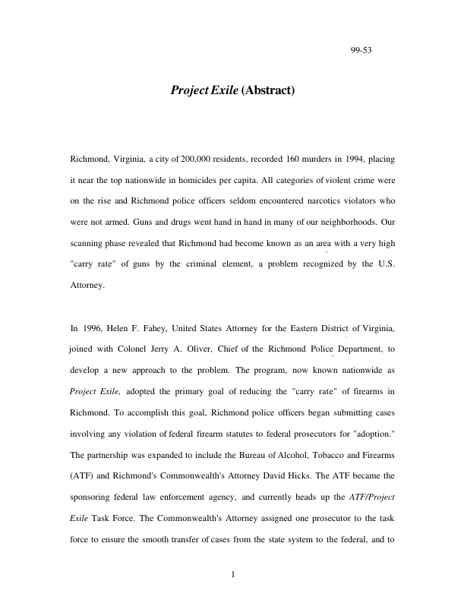 99-53
Project Exile (Abstract)
Richmond, Virginia, a city of 200,000 residents, recorded 160 murders in 1994, placing
it near the top nationwide in homicides per capita. All categories of violent crime were
on the rise and Richmond police officers seldom encountered narcotics violators who
were not armed. Guns and drugs went hand in hand in many of our neighborhoods. Our
scanning phase revealed that Richmond had become known as an area with a very high
"carry rate" of guns by the criminal element, a problem recognized by the U.S.
Attorney.
In 1996, Helen F. Fahey, United States Attorney for the Eastern District of Virginia,
joined with Colonel Jerry A. Oliver, Chief of the Richmond Police Department, to
develop a new approach to the problem. The program, now known nationwide as
Project Exile, adopted the primary goal of reducing the "carry rate" of firearms in
Richmond. To accomplish this goal, Richmond police officers began submitting cases
involving any violation of federal firearm statutes to federal prosecutors for "adoption."
The partnership was expanded to include the Bureau of Alcohol, Tobacco and Firearms
(ATF) and Richmond's Commonwealth's Attorney David Hicks. The ATF became the
sponsoring federal law enforcement agency, and currently heads up the ATF/Project
Exile Task Force. The Commonwealth's Attorney assigned one prosecutor to the task
force to ensure the smooth transfer of cases from the state system to the federal, and to
1